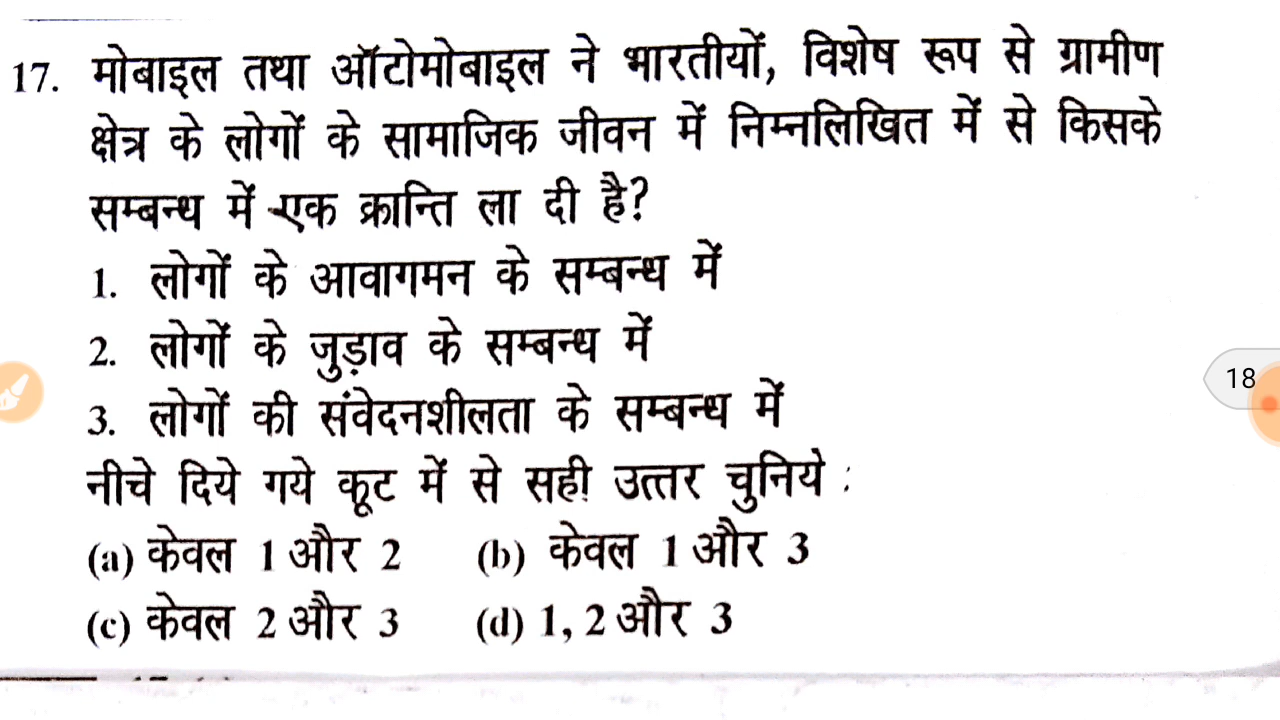 17. मोबाइल तथा ऑटोमोबाइल ने भारतीयों, विशेष रूप से ग्रामीण
क्षेत्र के लोगों के सामाजिक जीवन में निम्नलिखित में से किसके
सम्बन्ध में एक क्रान्ति ला दी है?
1. लोगों के आवागमन के सम्बन्ध में
2. लोगों के जुड़ाव के सम्बन्ध में
3. लोगों की संवेदनशीलता के सम्बन्ध में
नीचे दिये गये कूट में से सही उत्तर चुनिये :
(a) केवल 1 और 2 (b) केवल 1 और 3
(c) केवल 2 और 3 (d) 1, 2 और 3
18